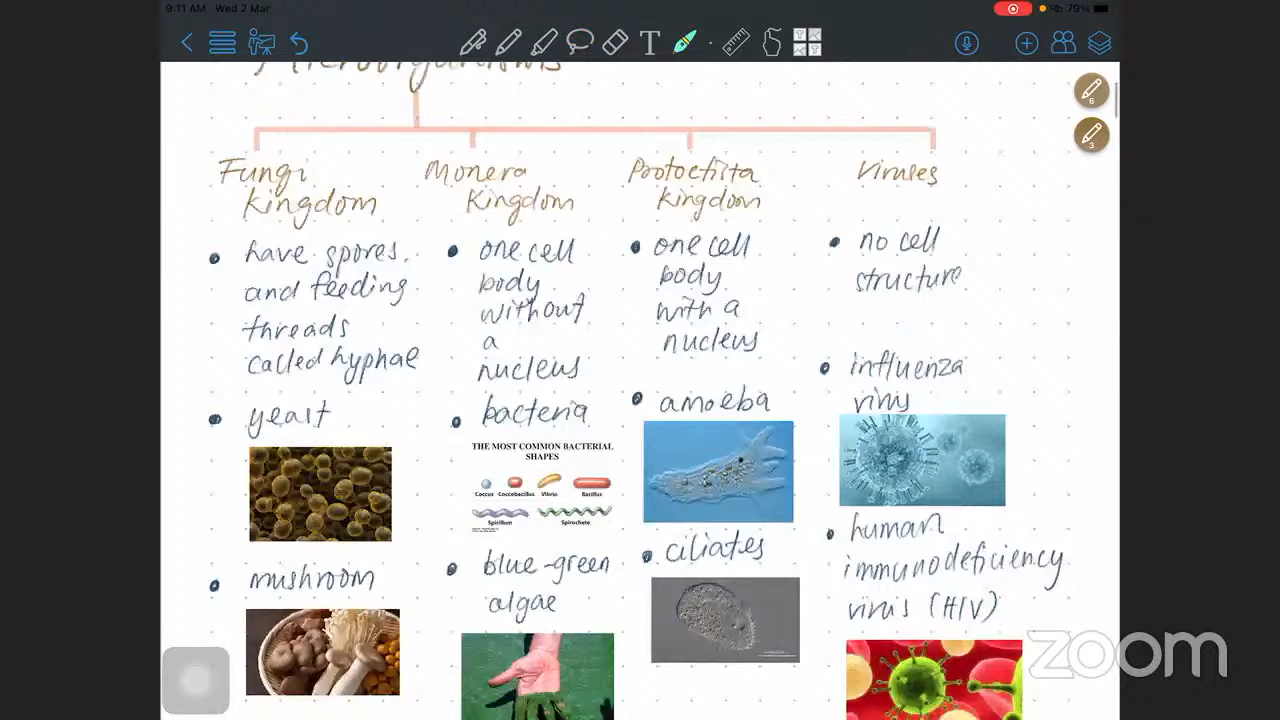 9:11 AM Wed 2 Mar
79%
T
6
3
Microorganisms
Fungi
kingdom
have spores,
and feeding
threads
called hyphae
yeast
mushroom
Monera
Kingdom
one cell
body
without
a
nucleus
bacteria
THE MOST COMMON BACTERIAL
SHAPES
Coccus Coccobacillus Vibrio Bacillus
Spirillum Spirochete
blue-green
algae
Protoctista
kingdom
one cell
body
with a
nucleus
amoeba
ciliates
Viruses
no cell
structure
influenza
virus
human
immunodeficiency
virus (HIV)
zoom